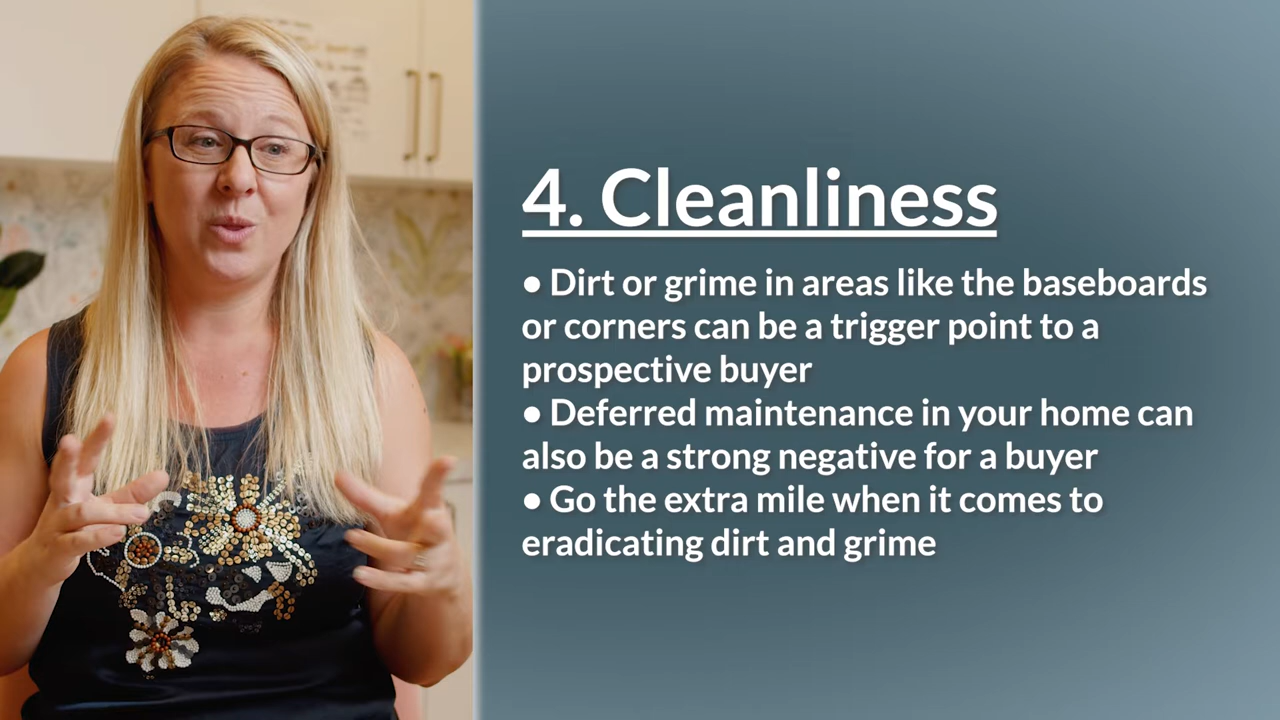 4. Cleanliness
● Dirt or grime in areas like the baseboards
or corners can be a trigger point to a
prospective buyer
● Deferred maintenance in your home can
also be a strong negative for a buyer
● Go the extra mile when it comes to
eradicating dirt and grime